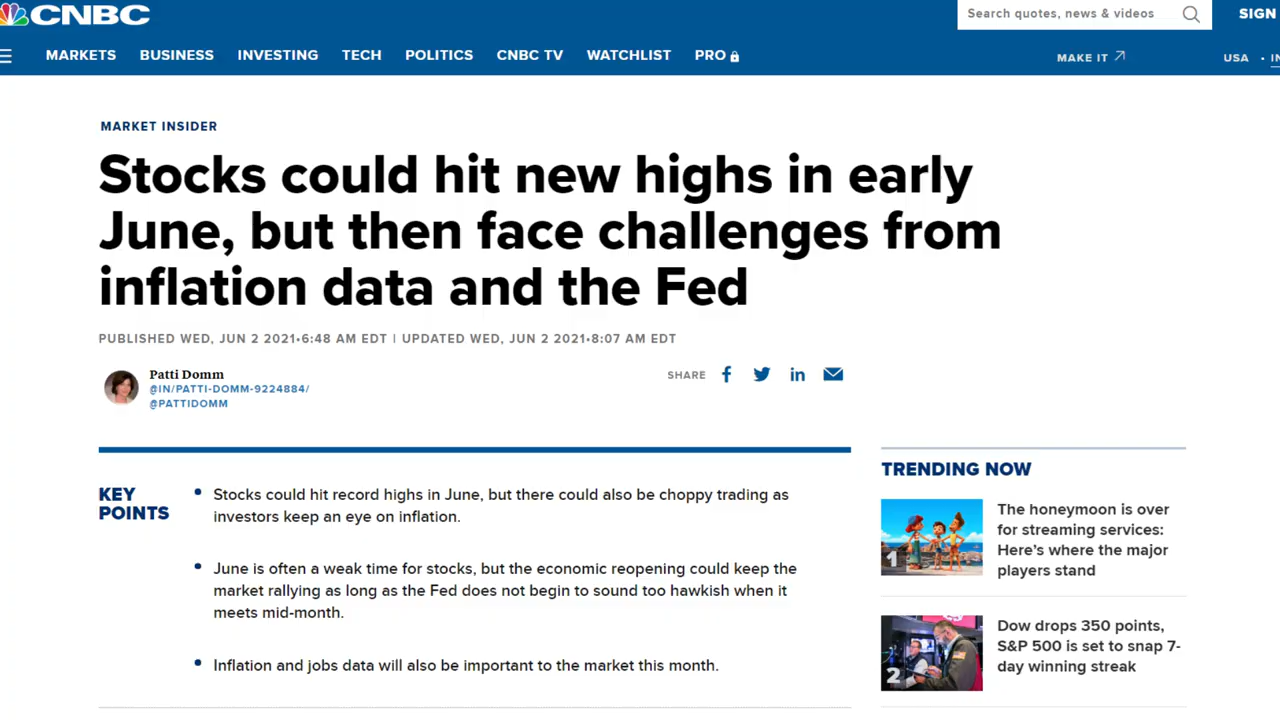 CNBC
Search quotes, news & videos
SIGN
MARKETS BUSINESS INVESTING TECH POLITICS CNBC TV WATCHLIST PRO
MAKE IT
USA • IN
MARKET INSIDER
Stocks could hit new highs in early
June, but then face challenges from
inflation data and the Fed
PUBLISHED WED, JUN 2 2021•6:48 AM EDT | UPDATED WED, JUN 2 2021•8:07 AM EDT
Patti Domm
@IN/PATTI-DOMM-9224884/
@PATTIDOMM
SHARE
KEY
POINTS
Stocks could hit record highs in June, but there could also be choppy trading as
investors keep an eye on inflation.
June is often a weak time for stocks, but the economic reopening could keep the
market rallying as long as the Fed does not begin to sound too hawkish when it
meets mid-month.
Inflation and jobs data will also be important to the market this month.
TRENDING NOW
1
The honeymoon is over
for streaming services:
Here's where the major
players stand
2
Dow drops 350 points,
S&P 500 is set to snap 7-
day winning streak